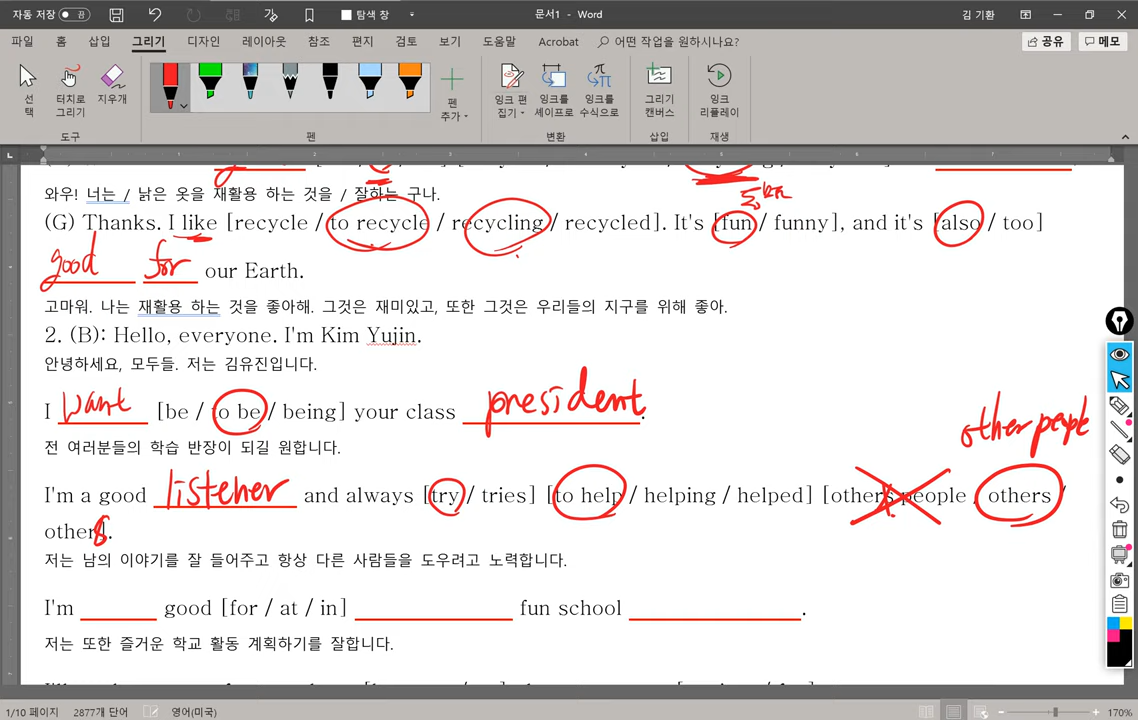 자동 저장 끔 탐색 창 문서1 - Word 김 기환
파일 홈 삽입 그리기 디자인 레이아웃 참조 편지 검토 보기 도움말 Acrobat 어떤 작업을 원하시나요? 공유 메모
선택 터치로 그리기 지우개 펜 추가 잉크 편집기 잉크를 셰이프로 잉크를 수식으로 그리기 캔버스 잉크 리플레이
도구 펜 변환 삽입 재생
와우! 너는 / 낡은 옷을 재활용 하는 것을 / 잘하는 구나.
(G) Thanks. I like [recycle / to recycle / recycling / recycled]. It's [fun / funny], and it's [also / too]
good for our Earth.
고마워. 나는 재활용 하는 것을 좋아해. 그것은 재미있고, 또한 그것은 우리들의 지구를 위해 좋아.
2. (B): Hello, everyone. I'm Kim Yujin.
안녕하세요, 모두들. 저는 김유진입니다.
I want [be / to be / being] your class president.
전 여러분들의 학습 반장이 되길 원합니다.
other people
I'm a good listener and always [try / tries] [to help / helping / helped] [others people / others /
other].
저는 남의 이야기를 잘 들어주고 항상 다른 사람들을 도우려고 노력합니다.
I'm good [for / at / in] fun school .
저는 또한 즐거운 학교 활동 계획하기를 잘합니다.
1/10 페이지 2877개 단어 영어(미국) 170%